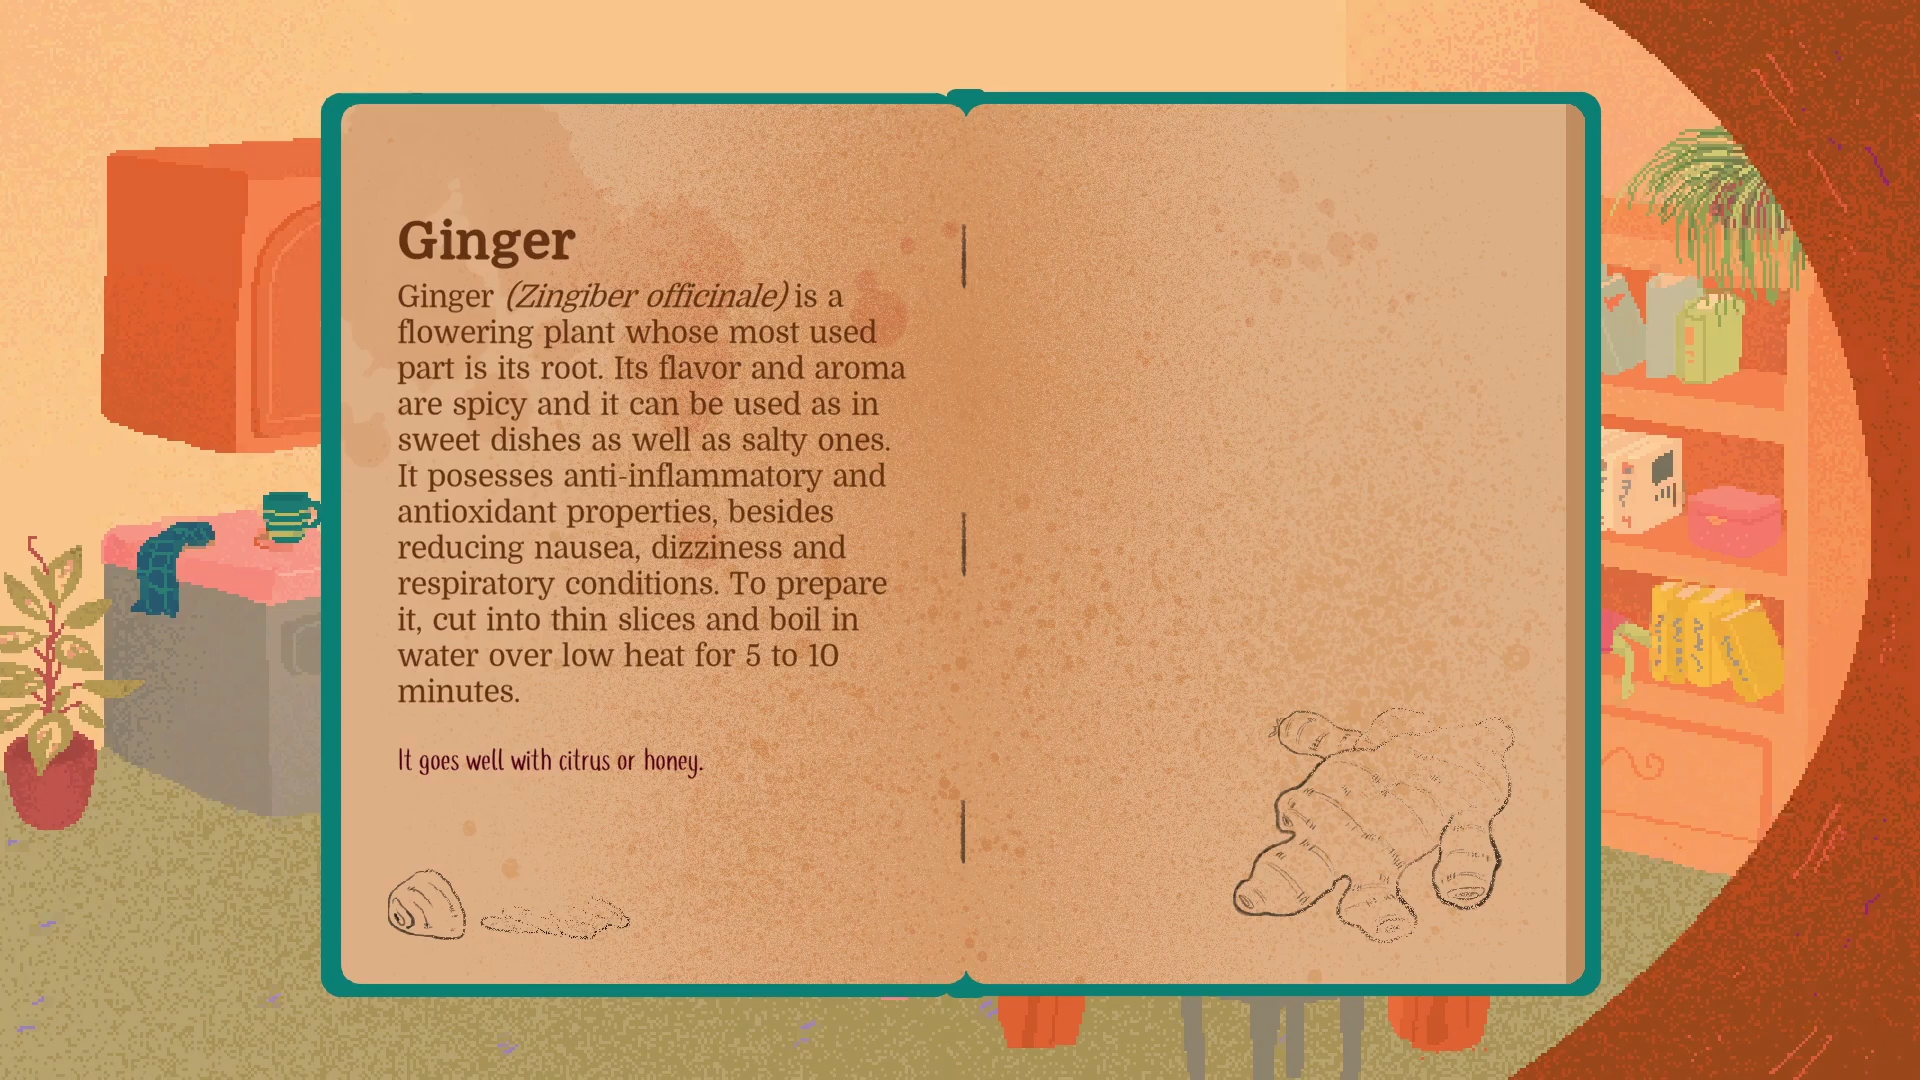 Ginger
Ginger (Zingiber officinale) is a
flowering plant whose most used
part is its root. Its flavor and aroma
are spicy and it can be used as in
sweet dishes as well as salty ones.
It posesses anti-inflammatory and
antioxidant properties, besides
reducing nausea, dizziness and
respiratory conditions. To prepare
it, cut into thin slices and boil in
water over low heat for 5 to 10
minutes.
It goes well with citrus or honey.